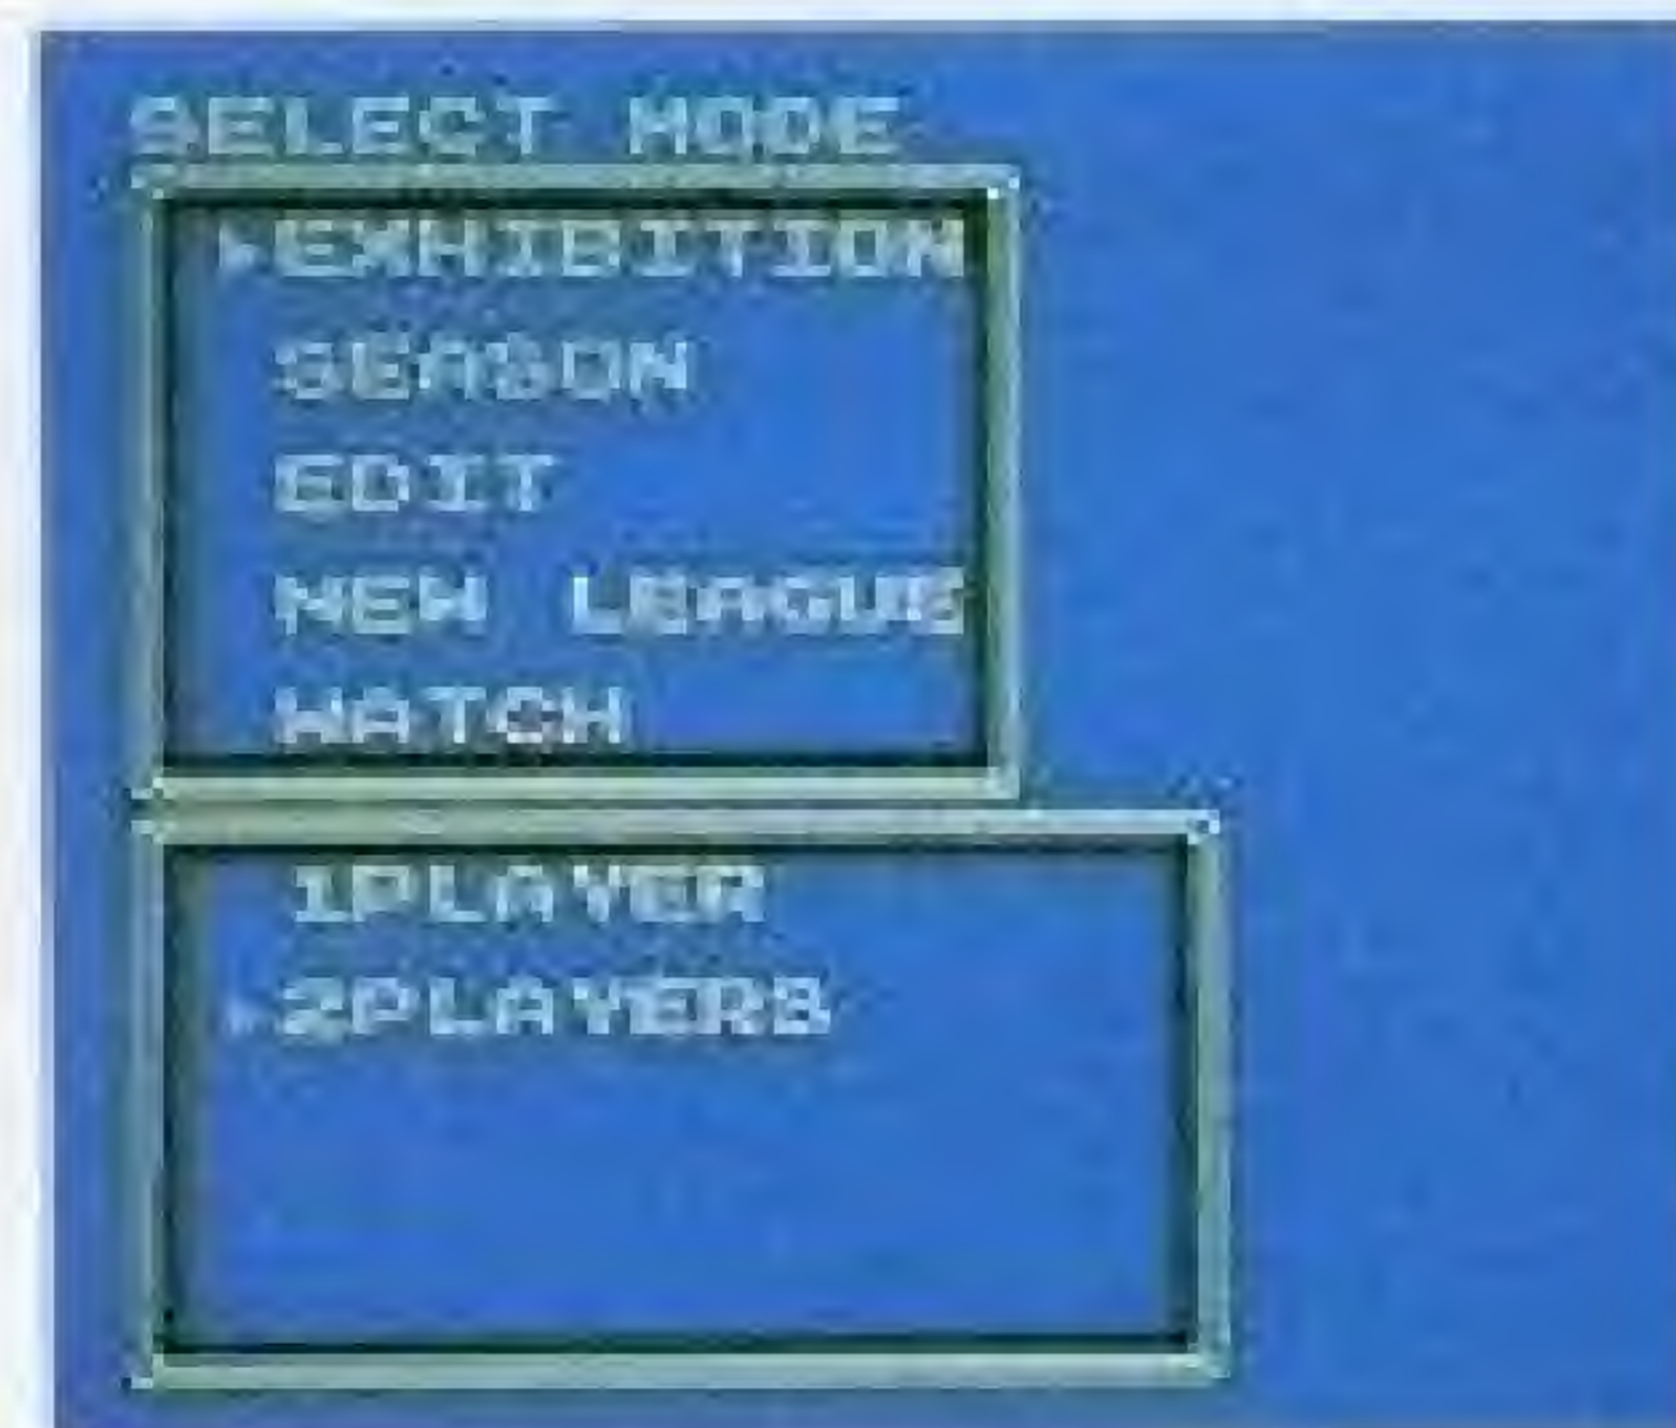 SELECT MODE
▸EXHIBITION
SEASON
EDIT
NEW LEAGUE
WATCH
1PLAYER
▸2PLAYERS